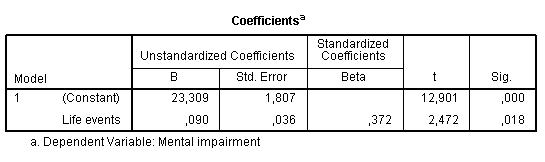 Coefficientsa
Unstandardized Coefficients Standardized Coefficients
Model B Std. Error Beta t Sig.
1 (Constant) 23,309 1,807 12,901 ,000
Life events ,090 ,036 ,372 2,472 ,018
a. Dependent Variable: Mental impairment